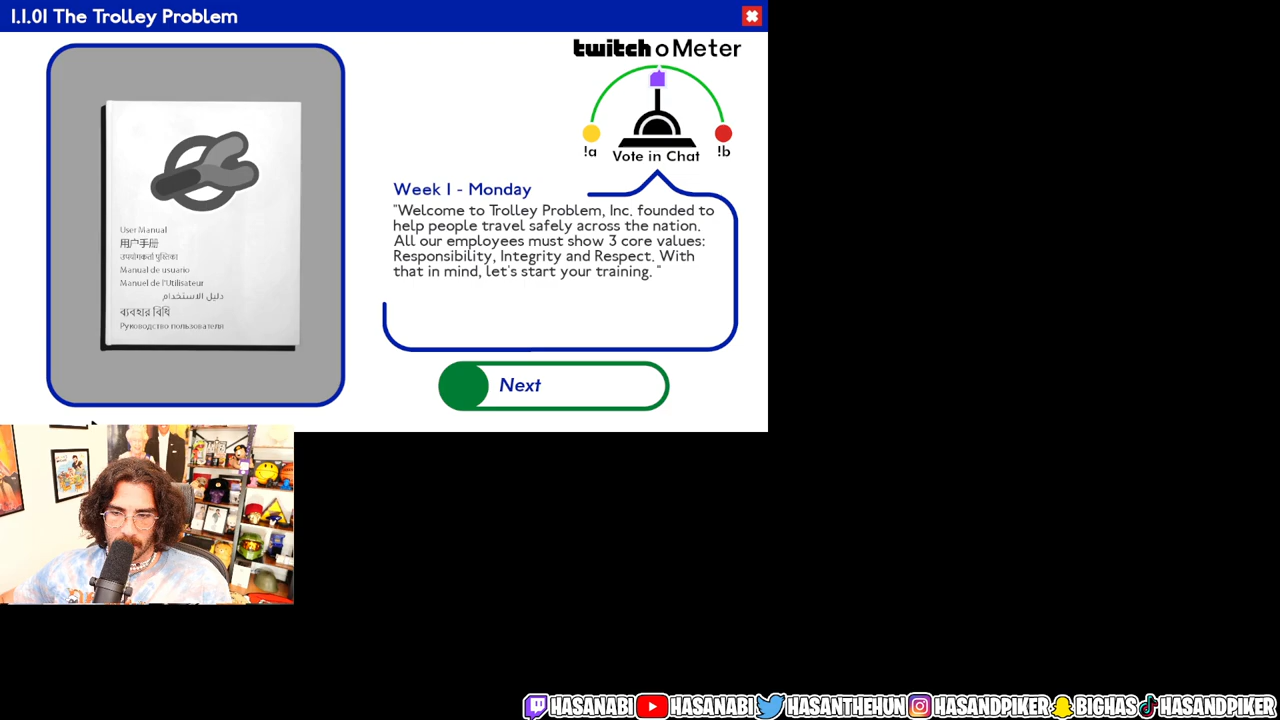 1.1.01 The Trolley Problem
twitch o Meter
!a
Vote in Chat
!b
User Manual
用户手册
उपयोगकर्ता पुस्तिका
Manual de usuario
Manuel de l'Utilisateur
دليل الاستخدام
ব্যবহার বিধি
Руководство пользователя
Week 1 - Monday
"Welcome to Trolley Problem, Inc. founded to
help people travel safely across the nation.
All our employees must show 3 core values:
Responsibility, Integrity and Respect. With
that in mind, let's start your training. "
Next
HASANABI HASANABI HASANTHEHUN HASANDPIKER BIGHAS HASANDPIKER